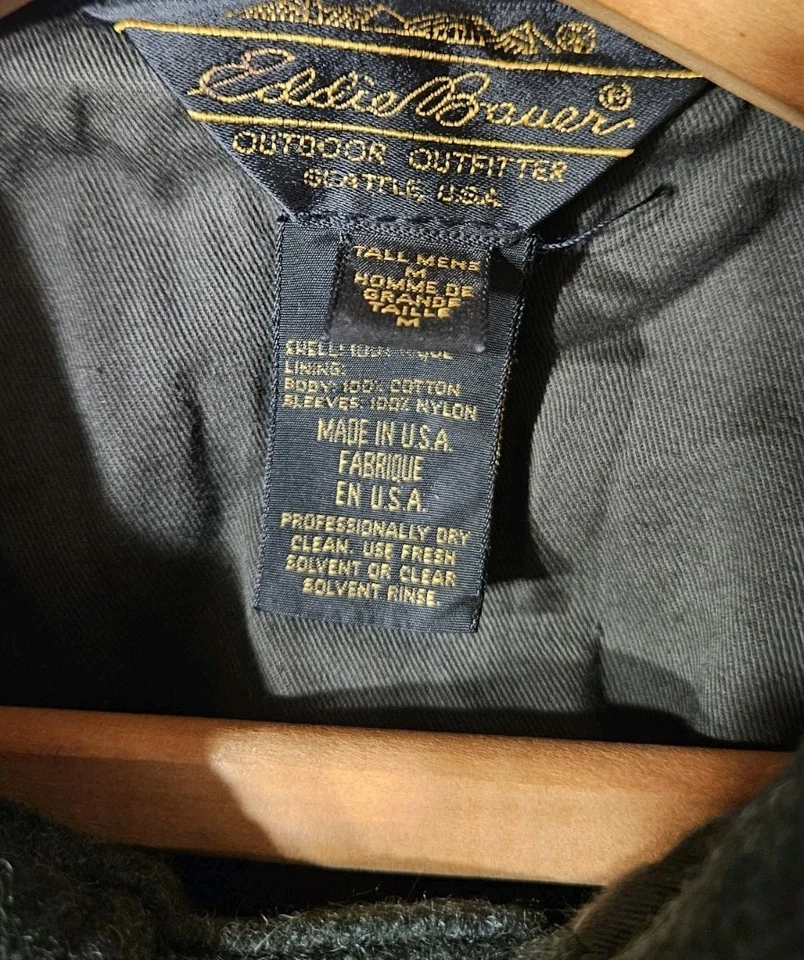 Eddie Bauer®
OUTDOOR OUTFITTER
SEATTLE, U.S.A.
TALL MENS
M
HOMME DE
GRANDE
TAILLE
M
SHELL: 100%
LINING:
BODY: 100% COTTON
SLEEVES: 100% NYLON
MADE IN U.S.A.
FABRIQUE
EN U.S.A.
PROFESSIONALLY DRY
CLEAN. USE FRESH
SOLVENT OR CLEAR
SOLVENT RINSE.